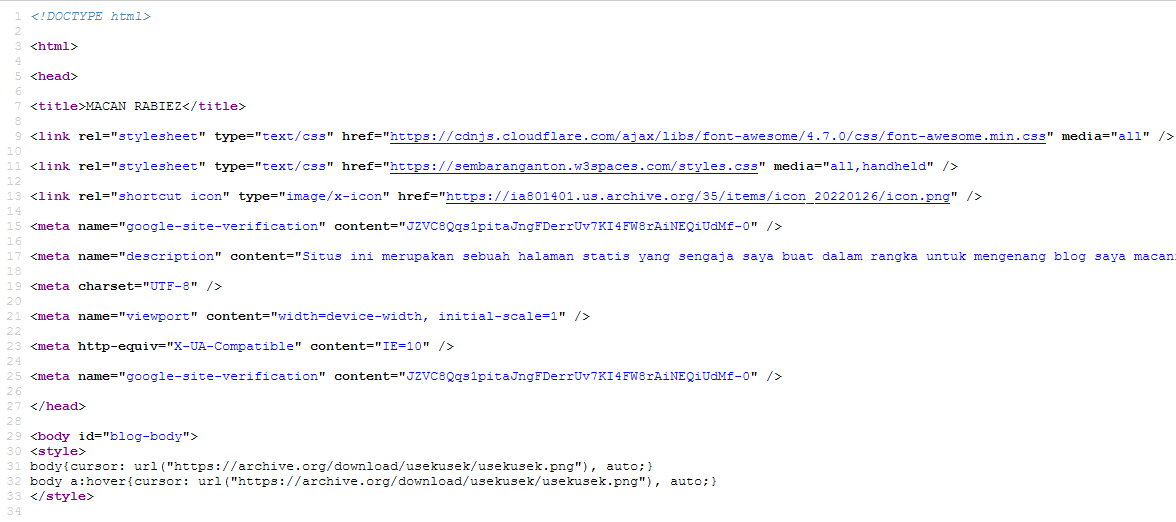 1 <!DOCTYPE html>
2
3 <html>
4
5 <head>
6
7 <title>MACAN RABIEZ</title>
8
9 <link rel="stylesheet" type="text/css" href="https://cdnjs.cloudflare.com/ajax/libs/font-awesome/4.7.0/css/font-awesome.min.css" media="all" />
10
11 <link rel="stylesheet" type="text/css" href="https://sembaranganton.w3spaces.com/styles.css" media="all,handheld" />
12
13 <link rel="shortcut icon" type="image/x-icon" href="https://ia801401.us.archive.org/35/items/icon_20220126/icon.png" />
14
15 <meta name="google-site-verification" content="JZVC8Qqs1pitaJngFDerrUv7KI4FW8rAiNEQiUdMf-0" />
16
17 <meta name="description" content="Situs ini merupakan sebuah halaman statis yang sengaja saya buat dalam rangka untuk mengenang blog saya macan
18
19 <meta charset="UTF-8" />
20
21 <meta name="viewport" content="width=device-width, initial-scale=1" />
22
23 <meta http-equiv="X-UA-Compatible" content="IE=10" />
24
25 <meta name="google-site-verification" content="JZVC8Qqs1pitaJngFDerrUv7KI4FW8rAiNEQiUdMf-0" />
26
27 </head>
28
29 <body id="blog-body">
30 <style>
31 body{cursor: url("https://archive.org/download/usekusek/usekusek.png"), auto;}
32 body a:hover{cursor: url("https://archive.org/download/usekusek/usekusek.png"), auto;}
33 </style>
34